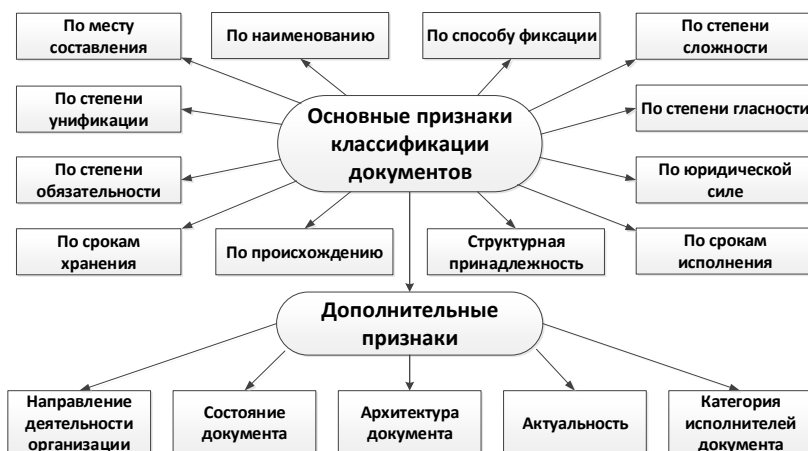 По месту
составления
По наименованию
По способу фиксации
По степени
сложности
По степени
унификации
Основные признаки
классификации
документов
По степени гласности
По степени
обязательности
По юридической
силе
По срокам
хранения
По происхождению
Структурная
принадлежность
По срокам
исполнения
Дополнительные
признаки
Направление
деятельности
организации
Состояние
документа
Архитектура
документа
Актуальность
Категория
исполнителей
документа